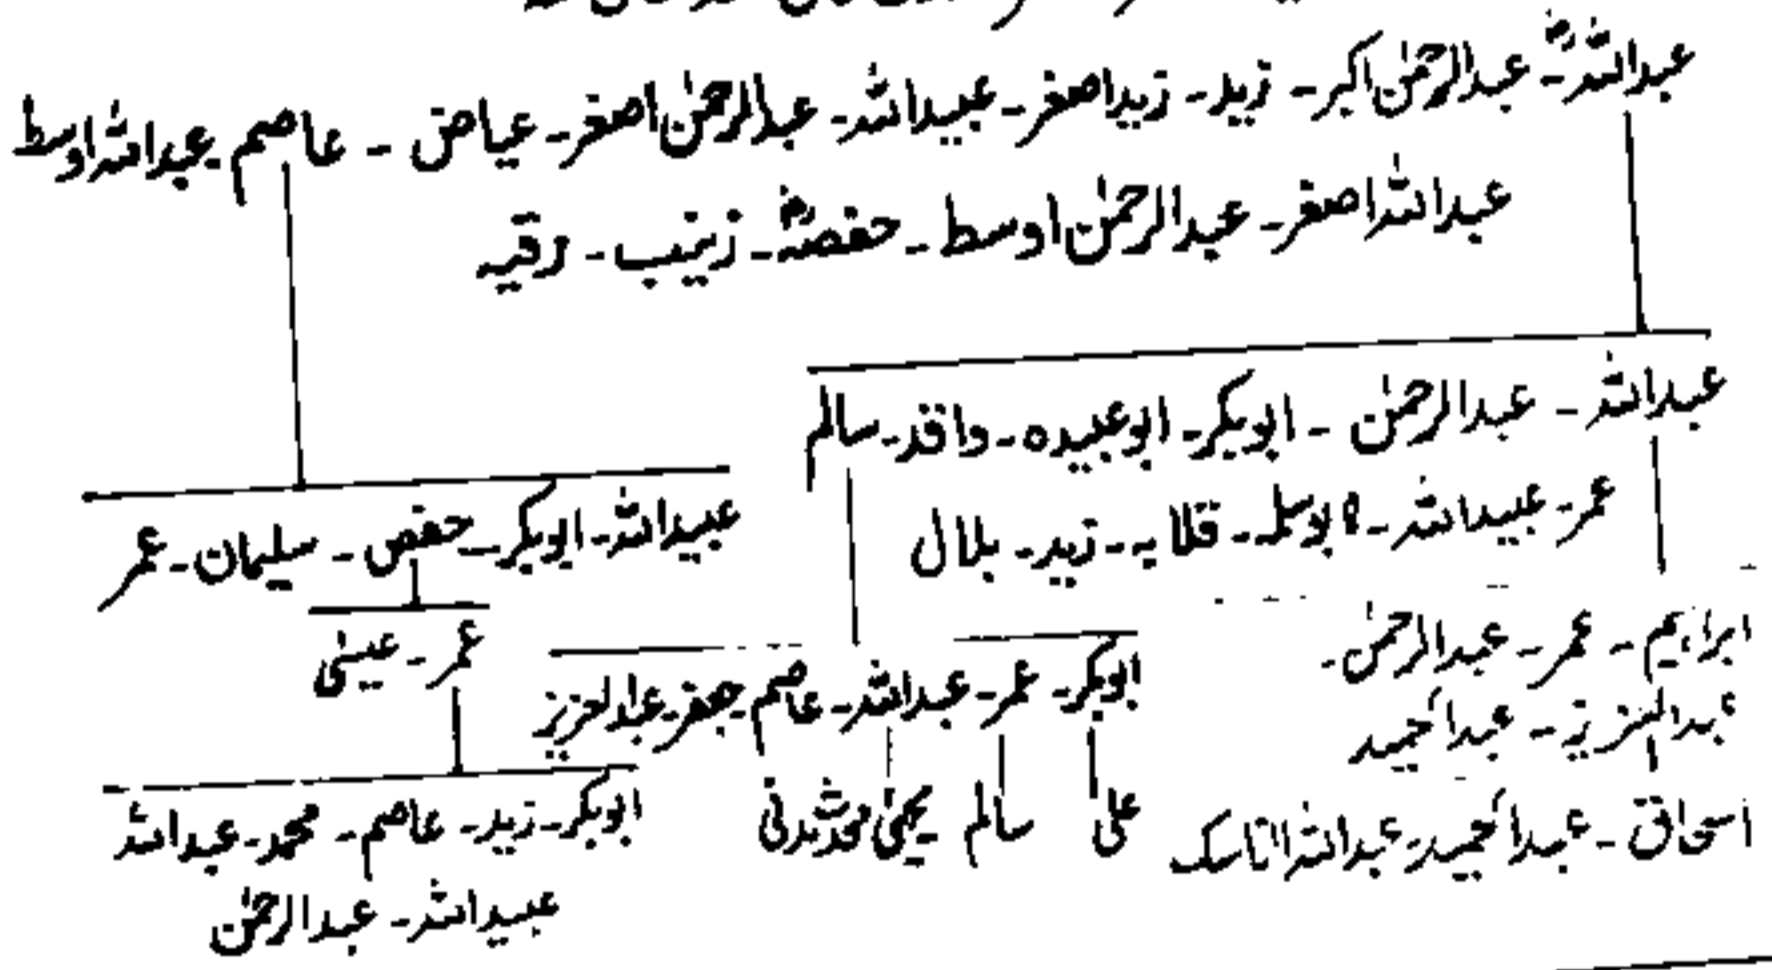 عبداللہؓ - عبدالرحمٰن اکبر - زید - زید اصغر - عبیداللہ - عبدالرحمٰن اصغر - عیاض - عاصم - عبداللہ اوسط
عبداللہ اصغر - عبدالرحمٰن اوسط - حفصہؓ - زینب - رقیہ
عبداللہ - عبدالرحمٰن - ابوبکر - ابوعبیدہ - واقد - سالم
عمر - عبیداللہ - ابوسلمہ - قلابہ - زید - بلال
عبیداللہ - ابوبکر - حفص - سلیمان - عمر
ابراہیم - عمر - عبدالرحمٰن -
عبدالعزیز - عبدالحمید
ابوبکر - عمر - عبداللہ - عاصم - جعفر - عبدالعزیز
عمر - عیسٰی
اسحاق - عبدالحمید - عبداللہ الناسک
علی سالم یحیٰی محدث مدنی
ابوبکر - زید - عاصم - محمد - عبداللہ
عبیداللہ - عبدالرحمٰن